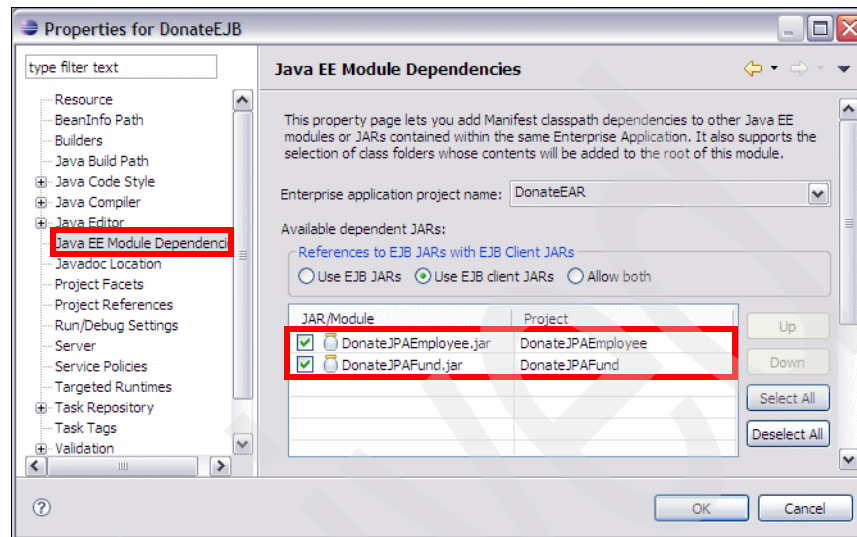 Properties for DonateEJB
type filter text
Resource
BeanInfo Path
Builders
Java Build Path
Java Code Style
Java Compiler
Java Editor
Java EE Module Dependenci
Javadoc Location
Project Facets
Project References
Run/Debug Settings
Server
Service Policies
Targeted Runtimes
Task Repository
Task Tags
Validation
Java EE Module Dependencies
This property page lets you add Manifest classpath dependencies to other Java EE
modules or JARs contained within the same Enterprise Application. It also supports the
selection of class folders whose contents will be added to the root of this module.
Enterprise application project name: DonateEAR
Available dependent JARs:
References to EJB JARs with EJB Client JARs
Use EJB JARs Use EJB client JARs Allow both
JAR/Module Project
DonateJPAEmployee.jar DonateJPAEmployee
DonateJPAFund.jar DonateJPAFund
Up
Down
Select All
Deselect All
OK Cancel